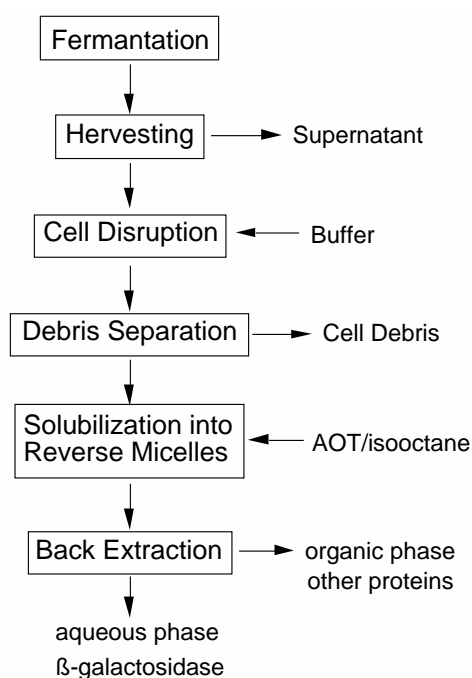 Fermantation
Hervesting
Supernatant
Cell Disruption
Buffer
Debris Separation
Cell Debris
Solubilization into
Reverse Micelles
AOT/isooctane
Back Extraction
organic phase
other proteins
aqueous phase
ß-galactosidase